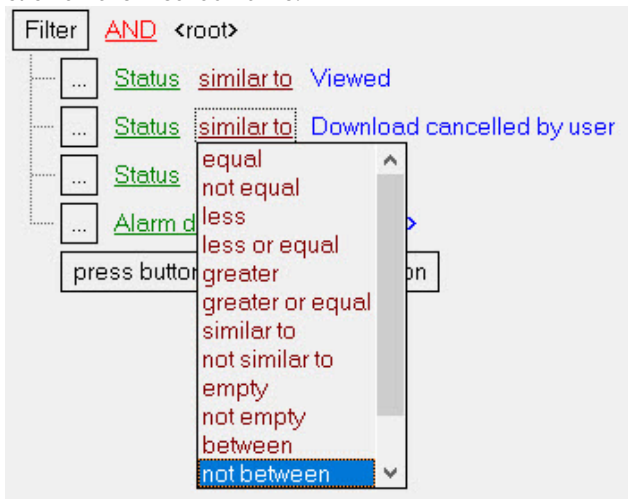 Filter AND <root>
... Status similar to Viewed
... Status similar to Download cancelled by user
equal
... Status
not equal
... Alarm d less >
less or equal
press button greater on
greater or equal
similar to
not similar to
empty
not empty
between
not between